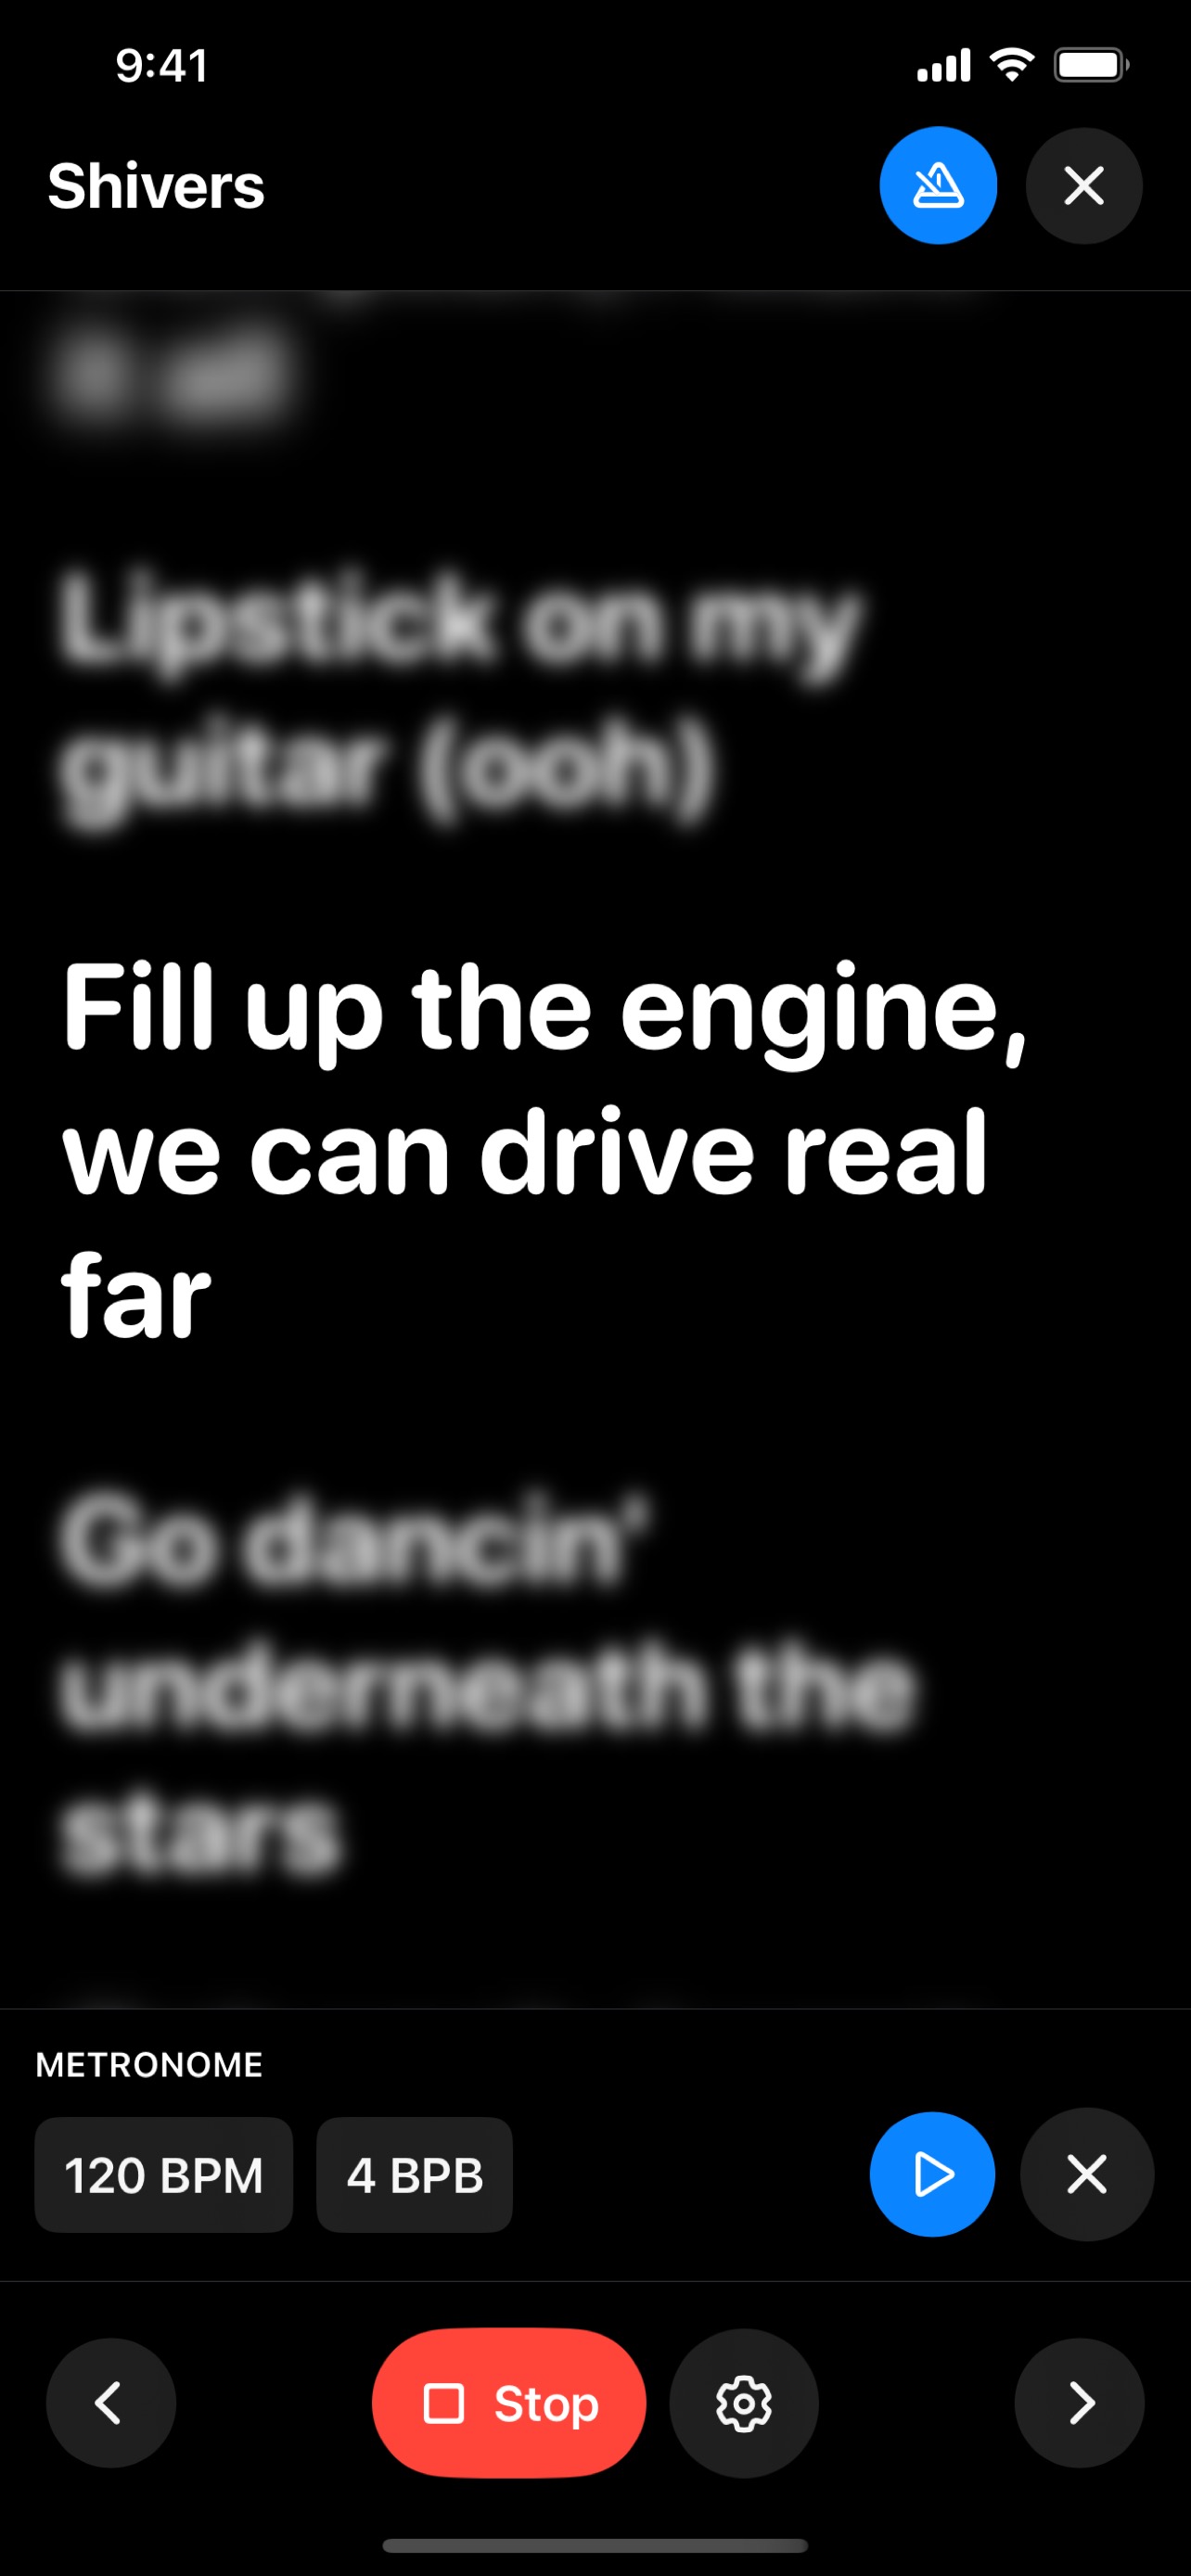 9:41
Shivers
Lipstick on my
guitar (ooh)
Fill up the engine,
we can drive real
far
Go dancin'
underneath the
stars
METRONOME
120 BPM
4 BPB
Stop